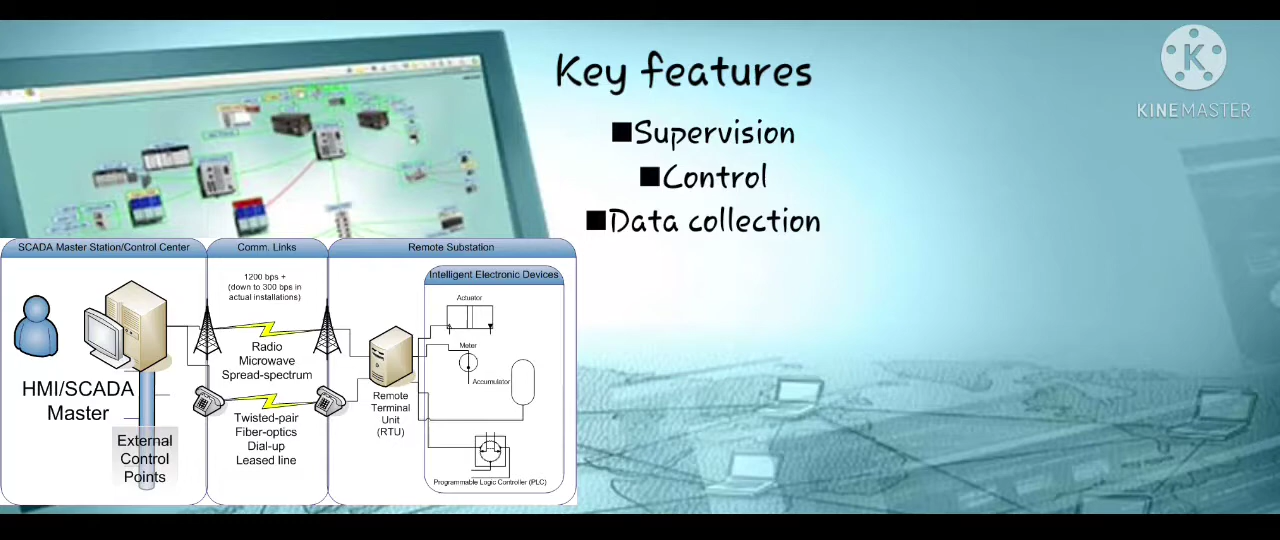 Key features
■Supervision
■Control
■Data collection
KINEMASTER
SCADA Master Station/Control Center
Comm. Links
Remote Substation
1200 bps +
(down to 300 bps in
actual installations)
Intelligent Electronic Devices
Actuator
Radio
Microwave
Spread-spectrum
Meter
Accumulator
HMI/SCADA
Master
Remote
Terminal
Unit
(RTU)
Twisted-pair
Fiber-optics
Dial-up
Leased line
External
Control
Points
Programmable Logic Controller (PLC)